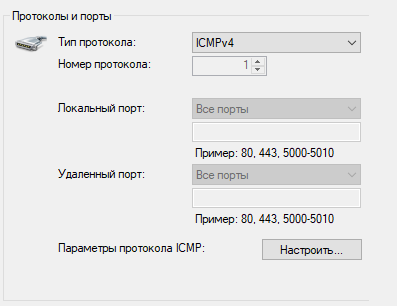 Протоколы и порты
Тип протокола: ICMPv4
Номер протокола: 1
Локальный порт: Все порты
Пример: 80, 443, 5000-5010
Удаленный порт: Все порты
Пример: 80, 443, 5000-5010
Параметры протокола ICMP: Настроить...